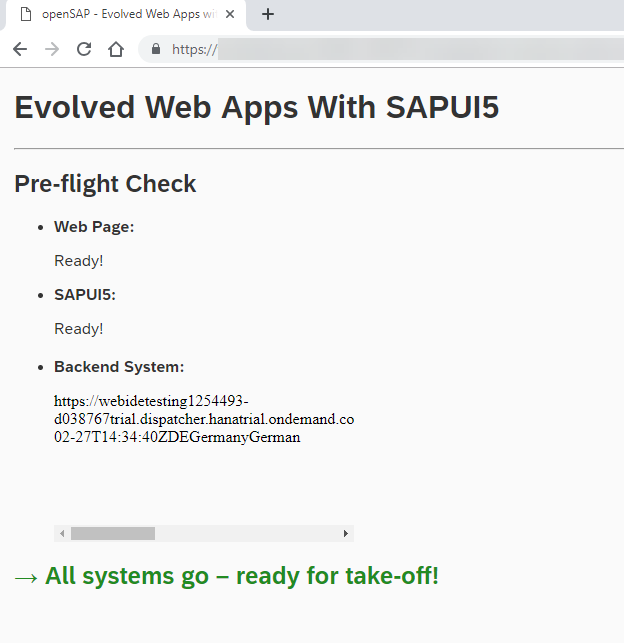 openSAP - Evolved Web Apps wi
https://
Evolved Web Apps With SAPUI5
Pre-flight Check
Web Page:
Ready!
SAPUI5:
Ready!
Backend System:
https://webidetesting1254493-
d038767trial.dispatcher.hanatrial.ondemand.co
02-27T14:34:40ZDEGermanyGerman
→ All systems go – ready for take-off!